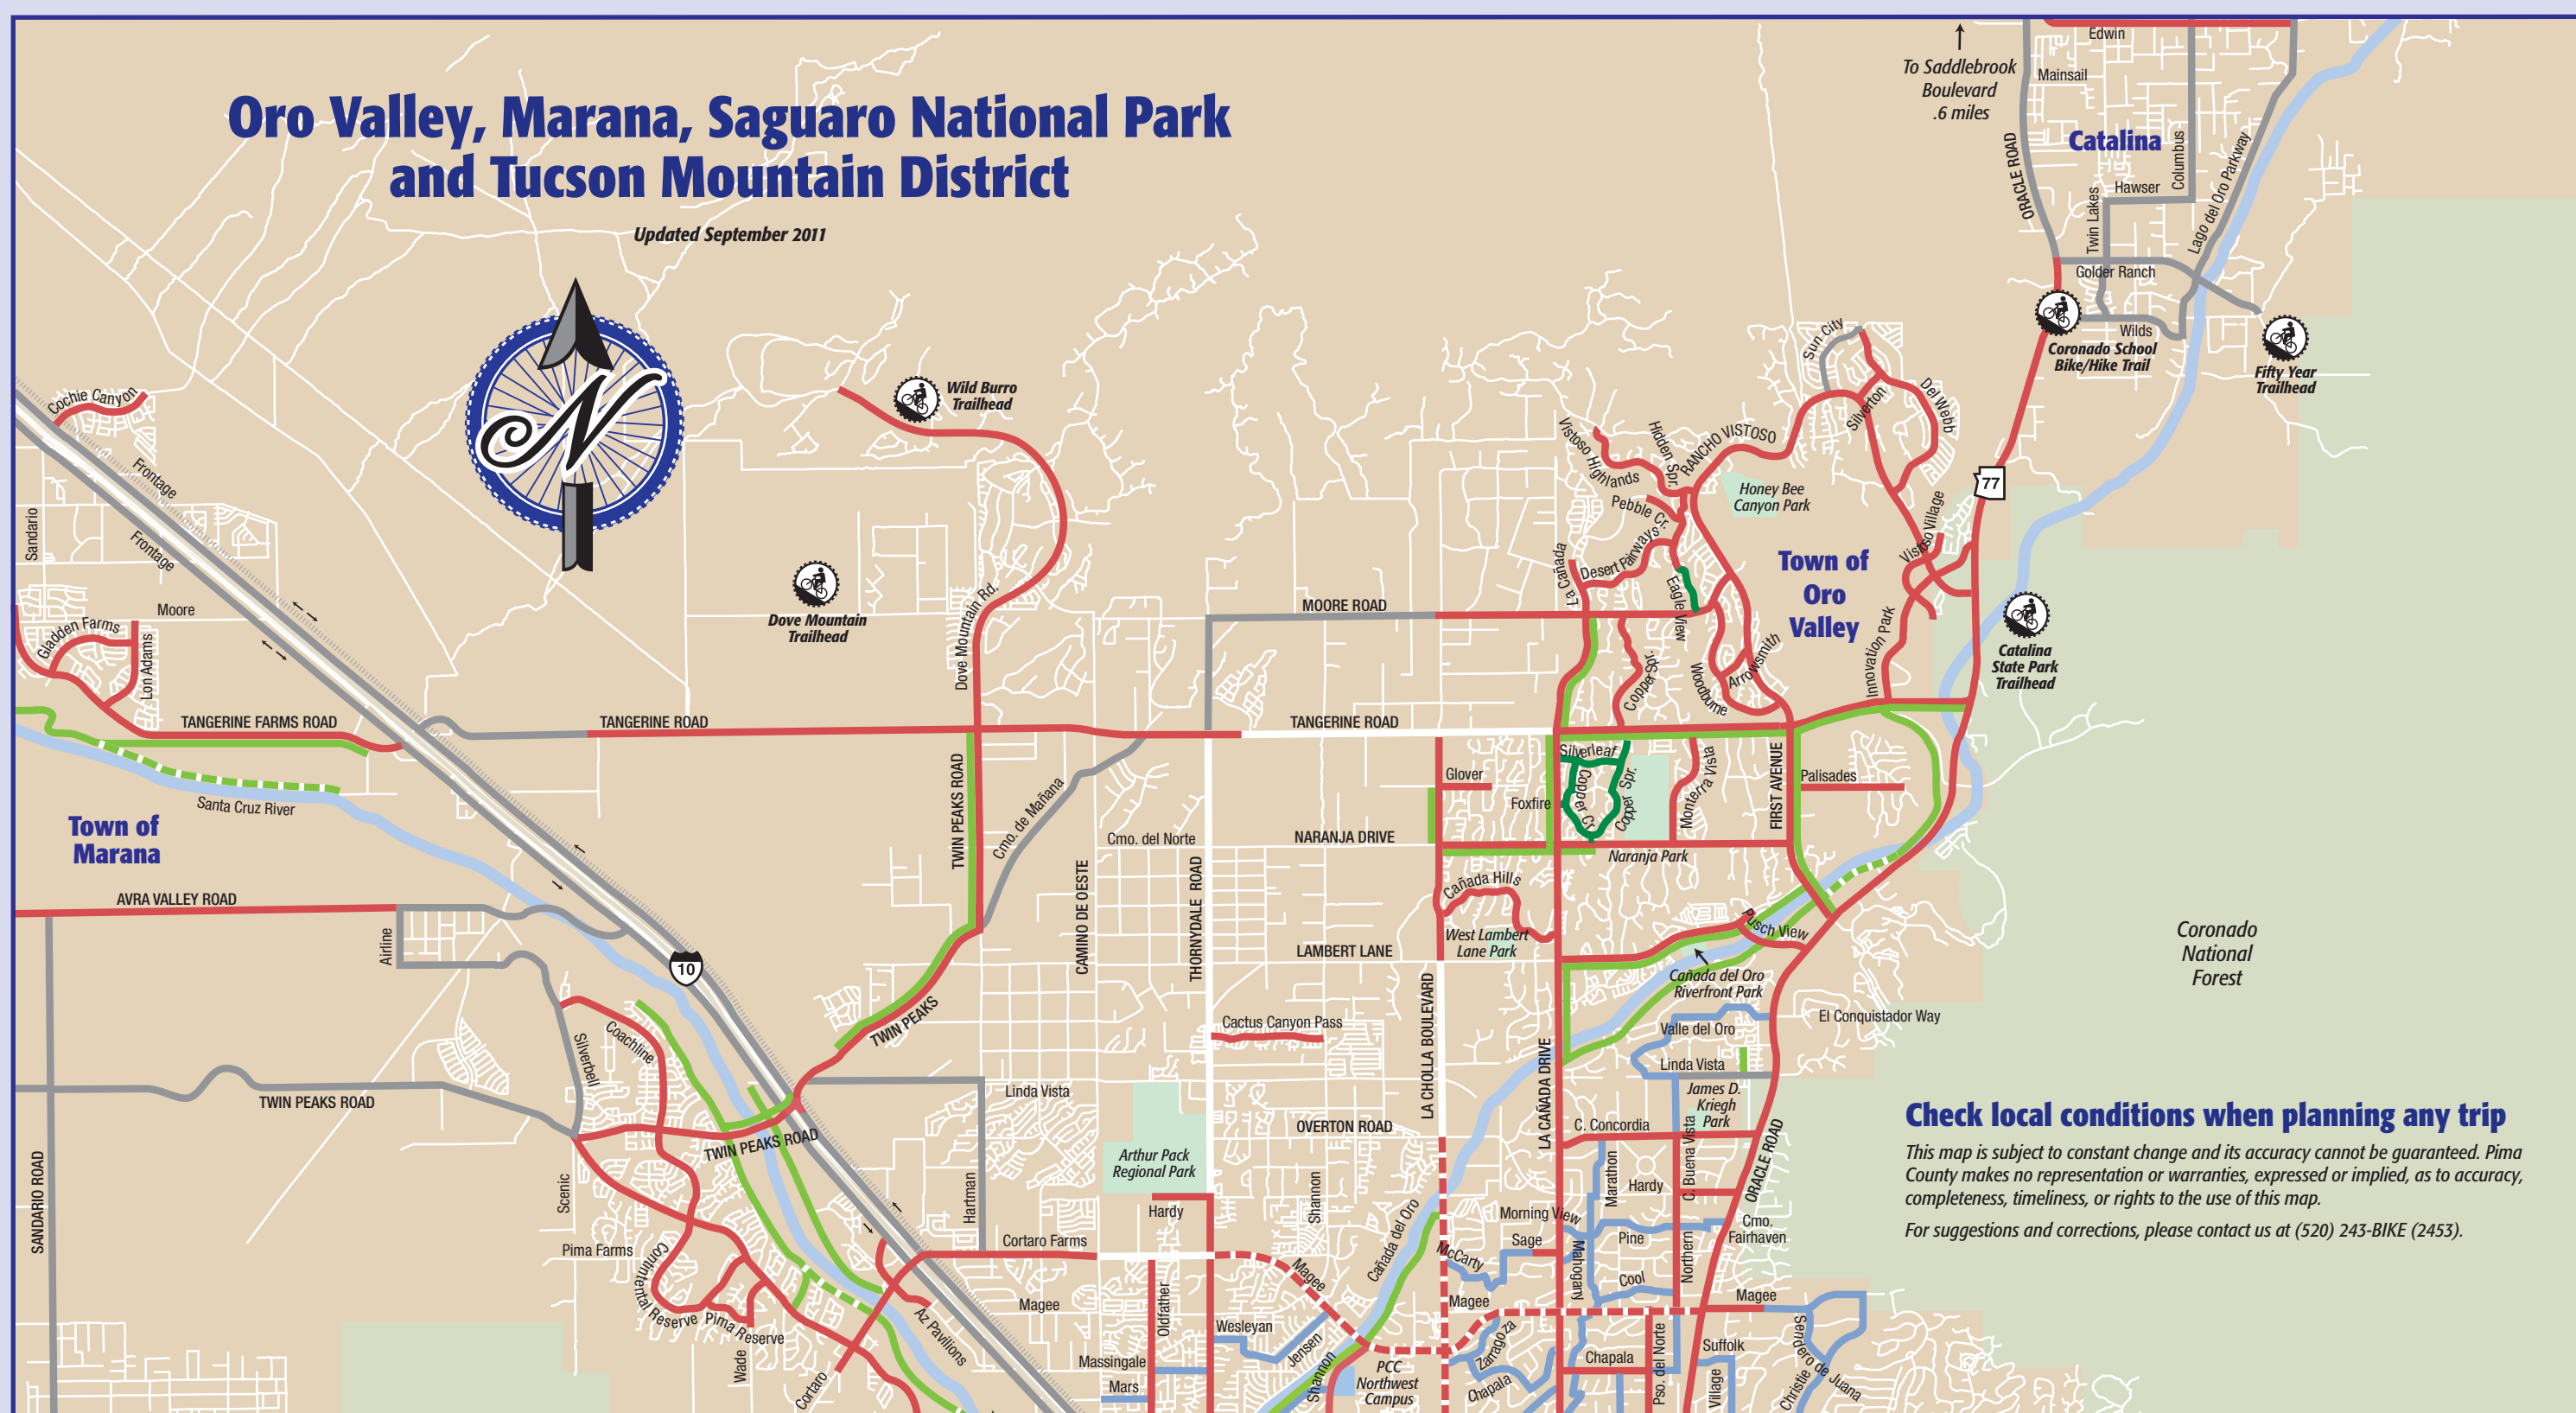 Oro Valley, Marana, Saguaro National Park
and Tucson Mountain District
Updated September 2011
N
To Saddlebrook
Boulevard
.6 miles
Edwin
Mainsail
Catalina
ORACLE ROAD
Columbus
Hawser
Twin Lakes
Lago del Oro Parkway
Golder Ranch
Wilds
Coronado School
Bike/Hike Trail
Fifty Year
Trailhead
Sun City
Silverton
Del Webb
77
Wild Burro
Trailhead
Cochie Canyon
Frontage
Frontage
Sandario
Moore
Gladden Farms
Lon Adams
Dove Mountain
Trailhead
Dove Mountain Rd.
Vistoso Highlands
Hidden Spr.
RANCHO VISTOSO
Pebble Cr.
Honey Bee
Canyon Park
Desert Fairways
La Cañada
Eagle View
Town of
Oro
Valley
Vistoso Village
Innovation Park
Catalina
State Park
Trailhead
MOORE ROAD
Copper Spr.
Woodburne
Arrowsmith
TANGERINE FARMS ROAD
TANGERINE ROAD
TANGERINE ROAD
Santa Cruz River
Town of
Marana
TWIN PEAKS ROAD
Cmo. de Mañana
Glover
Foxfire
Silverleaf
Copper Cr.
Copper Spr.
Monterra Vista
FIRST AVENUE
Palisades
Cmo. del Norte
NARANJA DRIVE
Naranja Park
CAMINO DE OESTE
THORNYDALE ROAD
AVRA VALLEY ROAD
Airline
10
Cañada Hills
West Lambert
Lane Park
LAMBERT LANE
Pusch View
Cañada del Oro
Riverfront Park
Coronado
National
Forest
TWIN PEAKS
Cactus Canyon Pass
LA CHOLLA BOULEVARD
LA CAÑADA DRIVE
Valle del Oro
El Conquistador Way
Linda Vista
Linda Vista
James D.
Kriegh
Park
Coachline
Silverbell
TWIN PEAKS ROAD
TWIN PEAKS ROAD
OVERTON ROAD
C. Concordia
Arthur Pack
Regional Park
ORACLE ROAD
Marathon
Hardy
C. Buena Vista
Check local conditions when planning any trip
This map is subject to constant change and its accuracy cannot be guaranteed. Pima
County makes no representation or warranties, expressed or implied, as to accuracy,
completeness, timeliness, or rights to the use of this map.
For suggestions and corrections, please contact us at (520) 243-BIKE (2453).
SANDARIO ROAD
Scenic
Hartman
Hardy
Shannon
Cañada del Oro
Morning View
Cmo.
Fairhaven
Pima Farms
Cortaro Farms
Magee
McCarty
Sage
Mahogany
Pine
Northern
Cool
Continental Reserve
Pima Reserve
Magee
Oldfather
Magee
Magee
Wade
Az Pavilions
Wesleyan
Jensen
Zarragoza
Pso. del Norte
Suffolk
Sendero de Juana
Cortaro
Massingale
Mars
Shannon
PCC
Northwest
Campus
Chapala
Chapala
Village
Christie